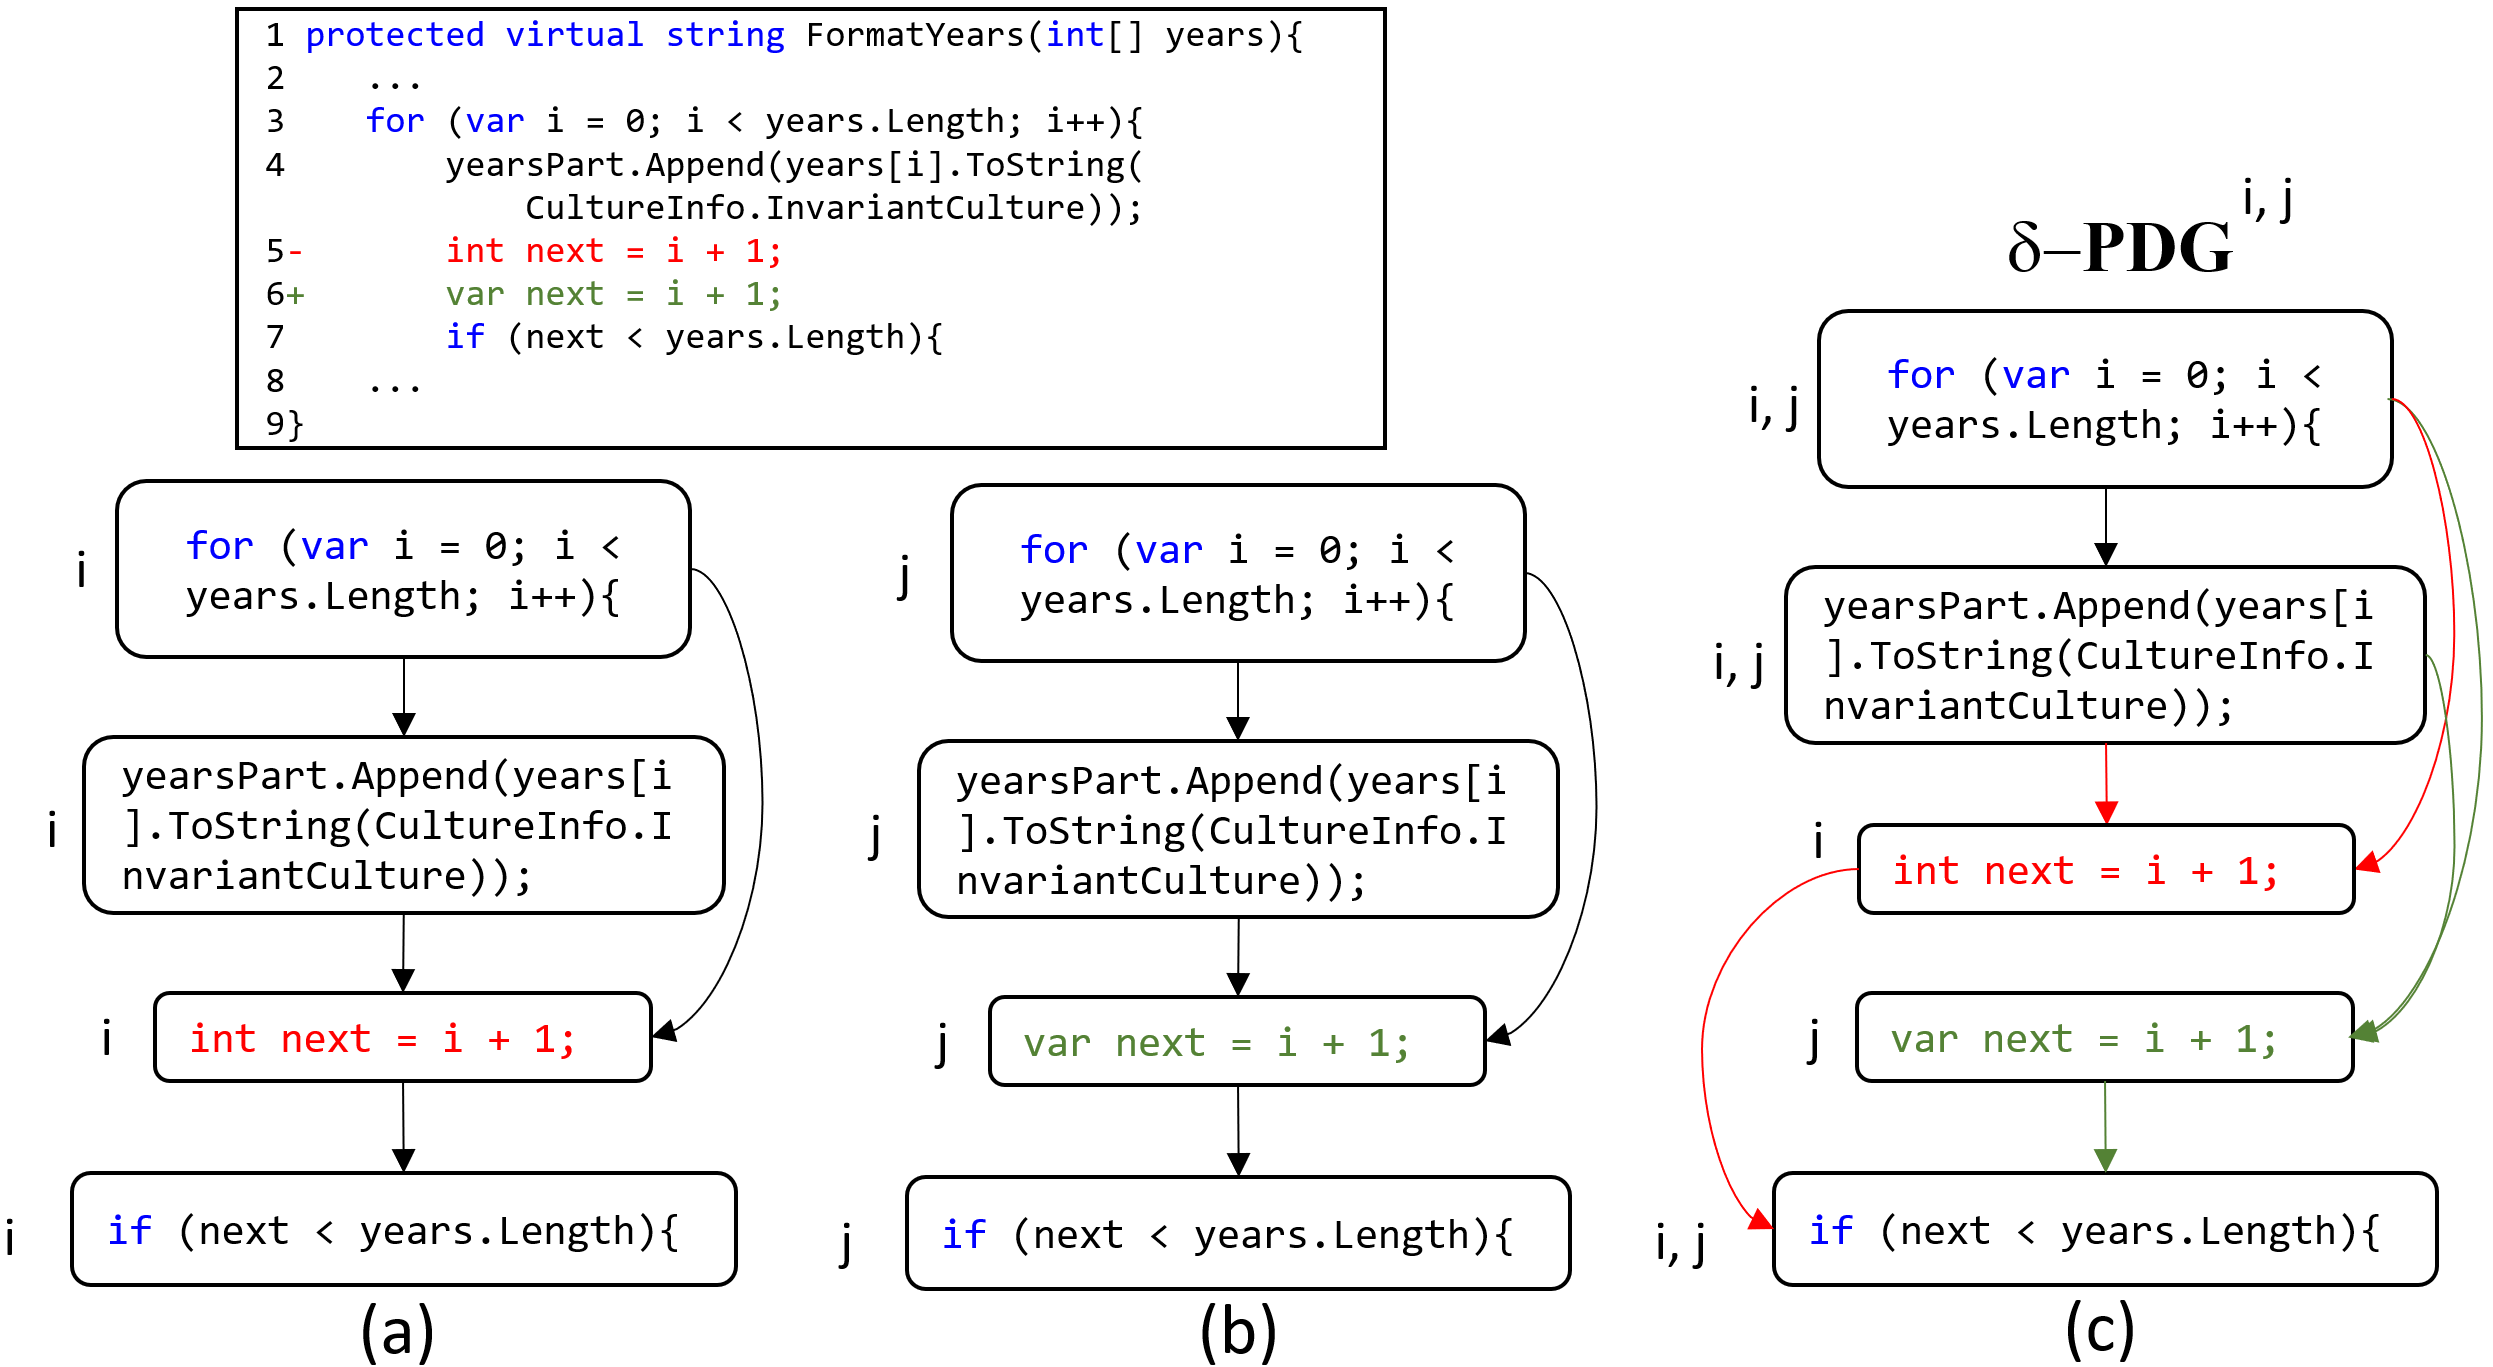 1 protected virtual string FormatYears(int[] years){
2    ...
3    for (var i = 0; i < years.Length; i++){
4        yearsPart.Append(years[i].ToString(
             CultureInfo.InvariantCulture));
5-       int next = i + 1;
6+       var next = i + 1;
7        if (next < years.Length){
8    ...
9}
i
for (var i = 0; i <
years.Length; i++){
i
yearsPart.Append(years[i
].ToString(CultureInfo.I
nvariantCulture));
i
int next = i + 1;
i
if (next < years.Length){
(a)
j
for (var i = 0; i <
years.Length; i++){
j
yearsPart.Append(years[i
].ToString(CultureInfo.I
nvariantCulture));
j
var next = i + 1;
j
if (next < years.Length){
(b)
δ–PDG i, j
i, j
for (var i = 0; i <
years.Length; i++){
i, j
yearsPart.Append(years[i
].ToString(CultureInfo.I
nvariantCulture));
i
int next = i + 1;
j
var next = i + 1;
i, j
if (next < years.Length){
(c)